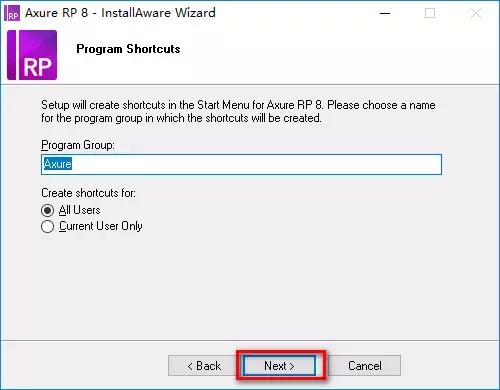 RP Axure RP 8 - InstallAware Wizard
RP
Program Shortcuts
Setup will create shortcuts in the Start Menu for Axure RP 8. Please choose a name
for the program group in which the shortcuts will be created.
Program Group:
Axure
Create shortcuts for:
All Users
Current User Only
< Back
Next >
Cancel